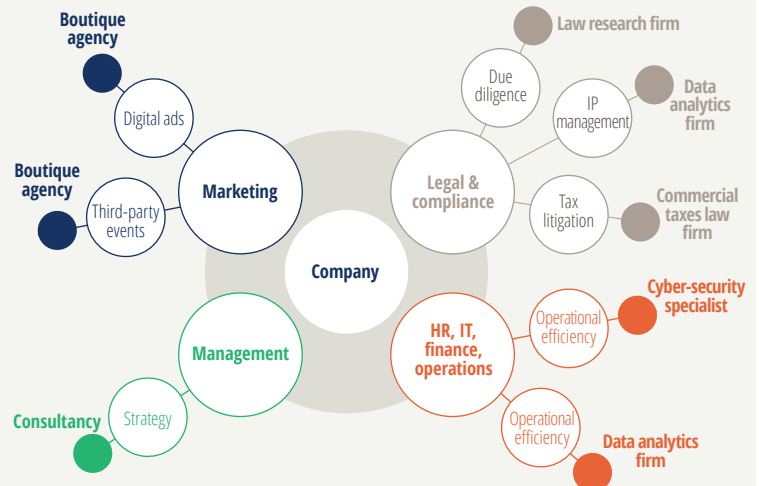 Boutique
agency
Digital ads
Boutique
agency
Third-party
events
Marketing
Law research firm
Due
diligence
IP
management
Data
analytics
firm
Legal &
compliance
Tax
litigation
Commercial
taxes law
firm
Company
Management
Strategy
Consultancy
HR, IT,
finance,
operations
Operational
efficiency
Cyber-security
specialist
Operational
efficiency
Data analytics
firm